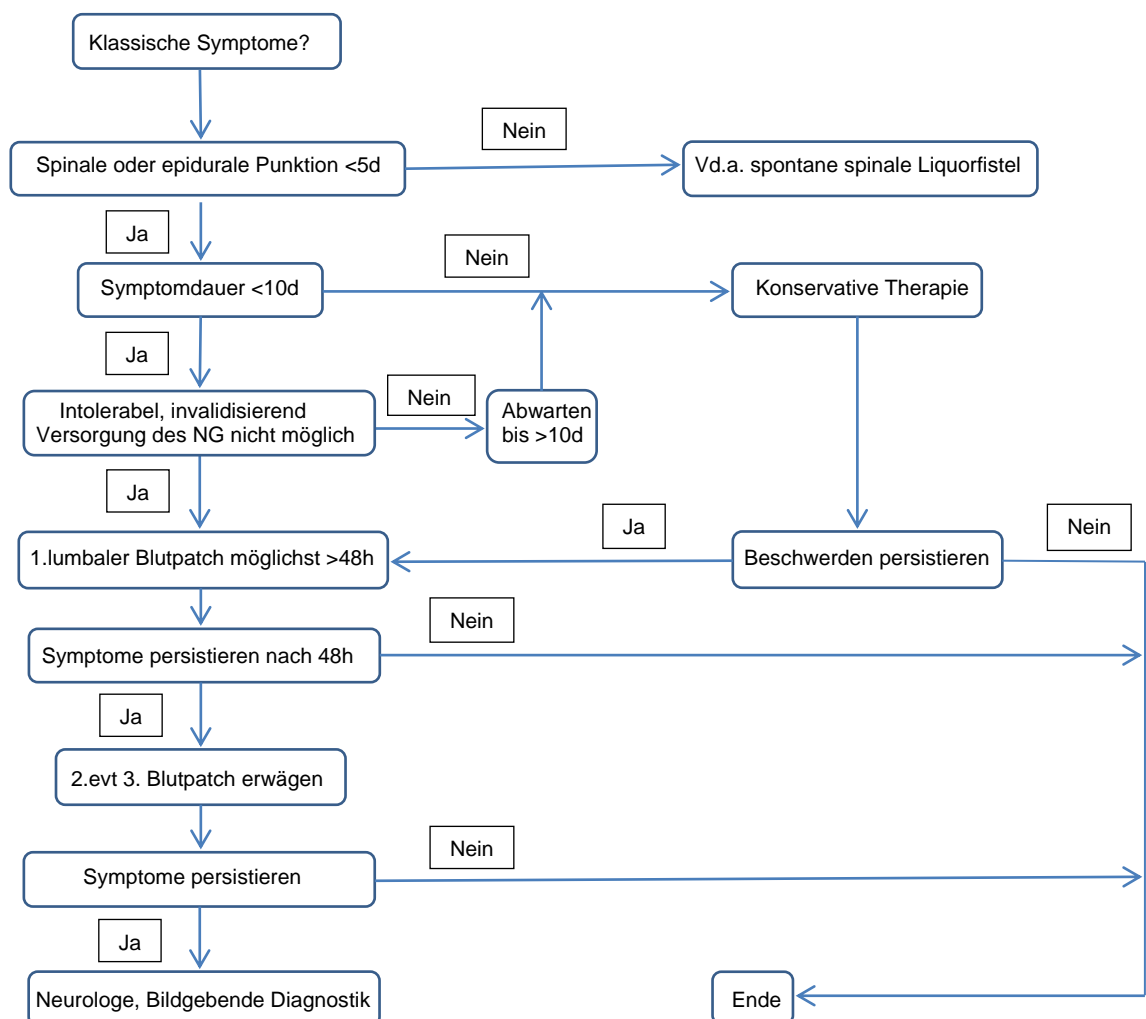 Klassische Symptome?
Nein
Spinale oder epidurale Punktion <5d
Vd.a. spontane spinale Liquorfistel
Ja
Nein
Symptomdauer <10d
Konservative Therapie
Ja
Nein
Intolerabel, invalidisierend
Versorgung des NG nicht möglich
Abwarten
bis >10d
Ja
Ja
Nein
1.lumbaler Blutpatch möglichst >48h
Beschwerden persistieren
Nein
Symptome persistieren nach 48h
Ja
2.evt 3. Blutpatch erwägen
Nein
Symptome persistieren
Ja
Neurologe, Bildgebende Diagnostik
Ende